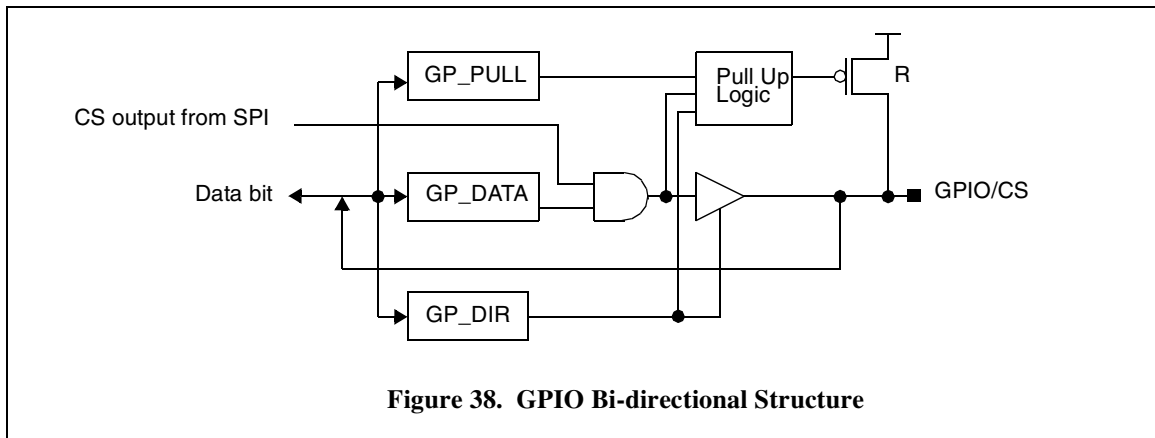 GP_PULL
Pull Up
Logic
R
CS output from SPI
Data bit
GP_DATA
GPIO/CS
GP_DIR
Figure 38. GPIO Bi-directional Structure